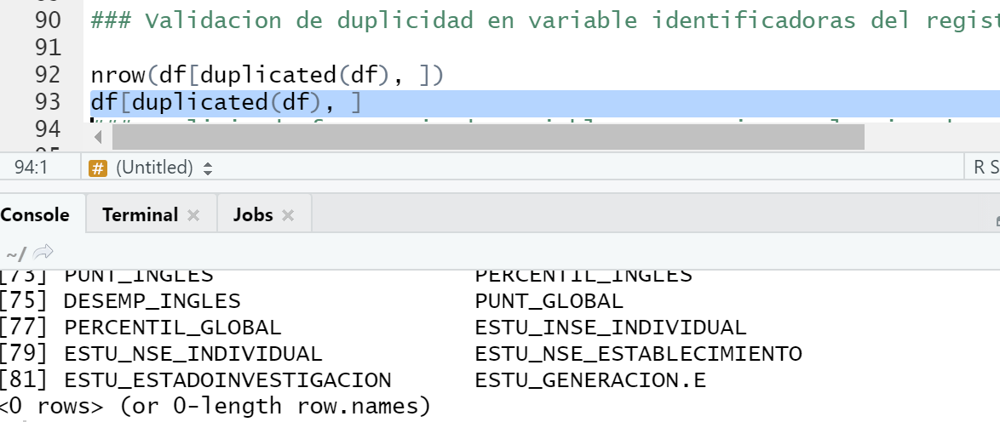 90 ### Validacion de duplicidad en variable identificadoras del regist
91
92 nrow(df[duplicated(df), ])
93 df[duplicated(df), ]
94
94:1 # (Untitled) R S
Console Terminal Jobs
~/
[73] PUNT_INGLES PERCENTIL_INGLES
[75] DESEMP_INGLES PUNT_GLOBAL
[77] PERCENTIL_GLOBAL ESTU_INSE_INDIVIDUAL
[79] ESTU_NSE_INDIVIDUAL ESTU_NSE_ESTABLECIMIENTO
[81] ESTU_ESTADOINVESTIGACION ESTU_GENERACION.E
<0 rows> (or 0-length row.names)